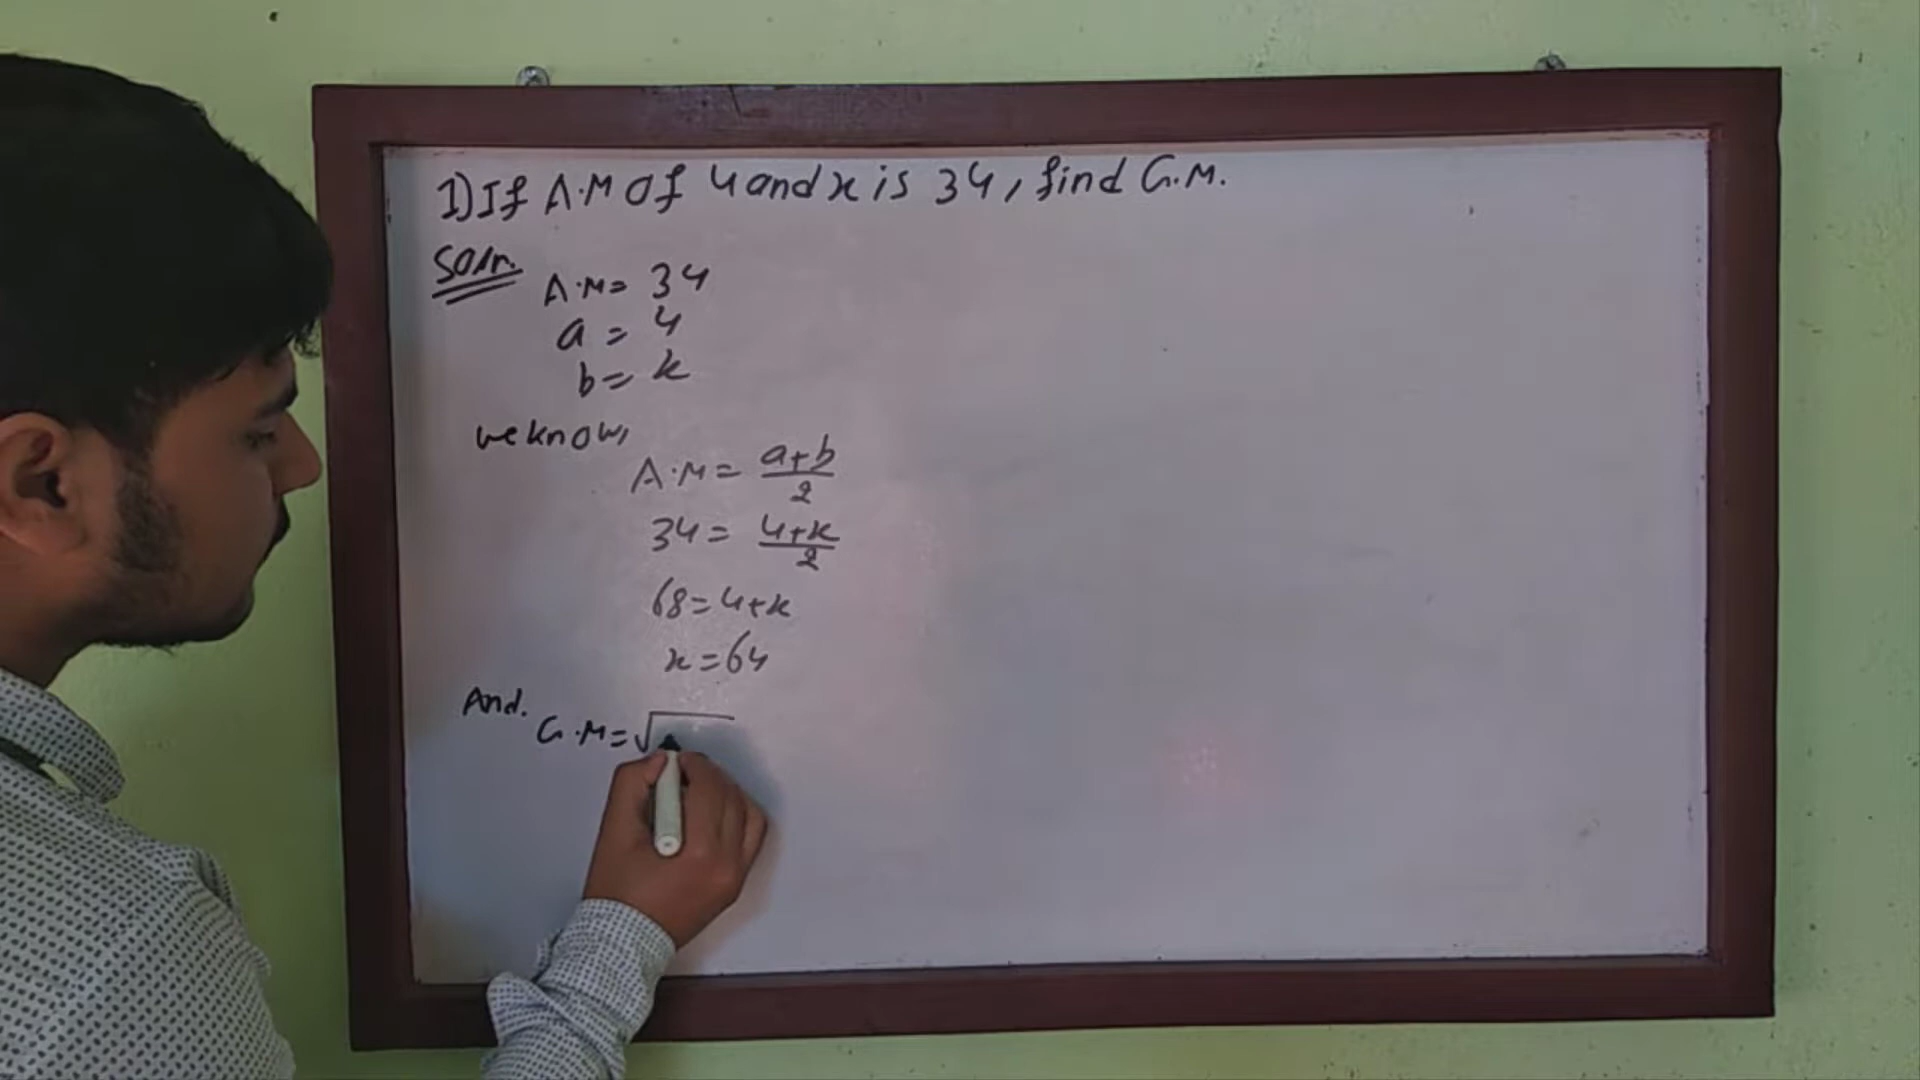 1) If A.M of 4 and x is 34, find G.M.
Soln.
A.M = 34
a = 4
b = x
we know,
A.M = a+b/2
34 = 4+x/2
68 = 4+x
x = 64
And.
G.M = √